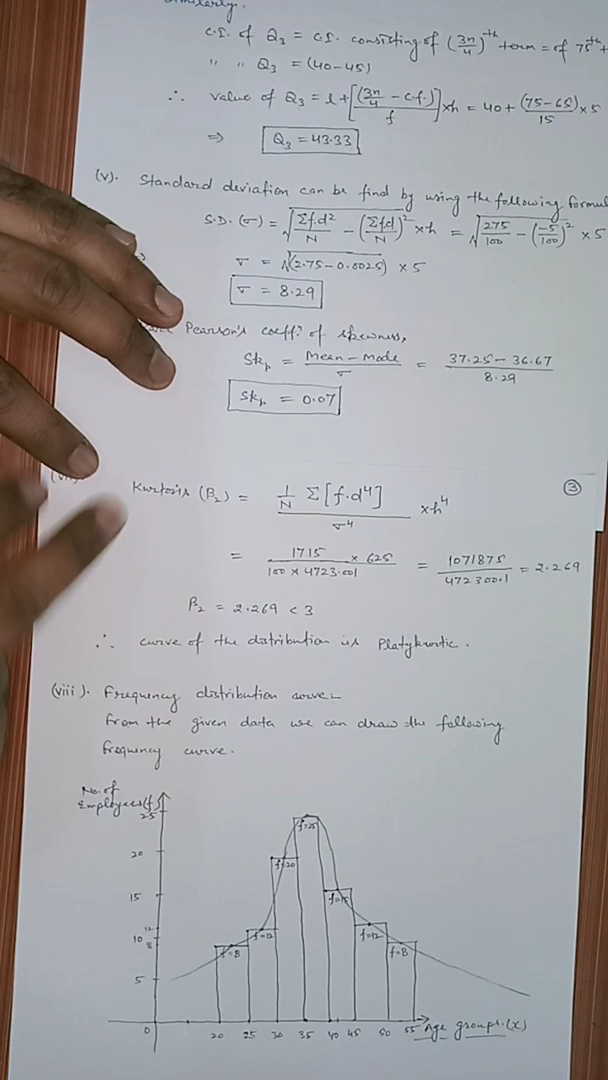 Similarly.
C.I. of Q₃ = C.I. consisting of (3n/4)ᵗʰ term = of 75ᵗʰ t
" " Q₃ = (40-45)
∴ value of Q₃ = l + [(3n/4 - c.f.)/f] × h = 40 + (75-65)/15 × 5
⇒ Q₃ = 43.33
(v). Standard deviation can be find by using the following formul
S.D. (σ) = √(Σfd²/N - (Σfd/N)²) × h = √(275/100 - (-5/100)²) × 5
σ = √(2.75 - 0.0025) × 5
σ = 8.29
Pearson's coeff? of skewness,
Skₚ = Mean - Mode / σ = 37.25 - 36.67 / 8.29
Skₚ = 0.07
③
Kurtosis (β₂) = 1/N Σ[f.d⁴] / σ⁴ × h⁴
= 1715 × 625 / 100 × 4723.001 = 1071875 / 472300.1 = 2.269
β₂ = 2.269 < 3
∴ curve of the distribution is Platykurtic.
(viii). Frequency distribution curve-
From the given data we can draw the following
frequency curve.
No. of
Employees (f)
25
20
15
12
10
8
5
0
f=8
f=12
f=20
f=25
f=15
f=12
f=8
20 25 30 35 40 45 50 55 Age groups. (x)